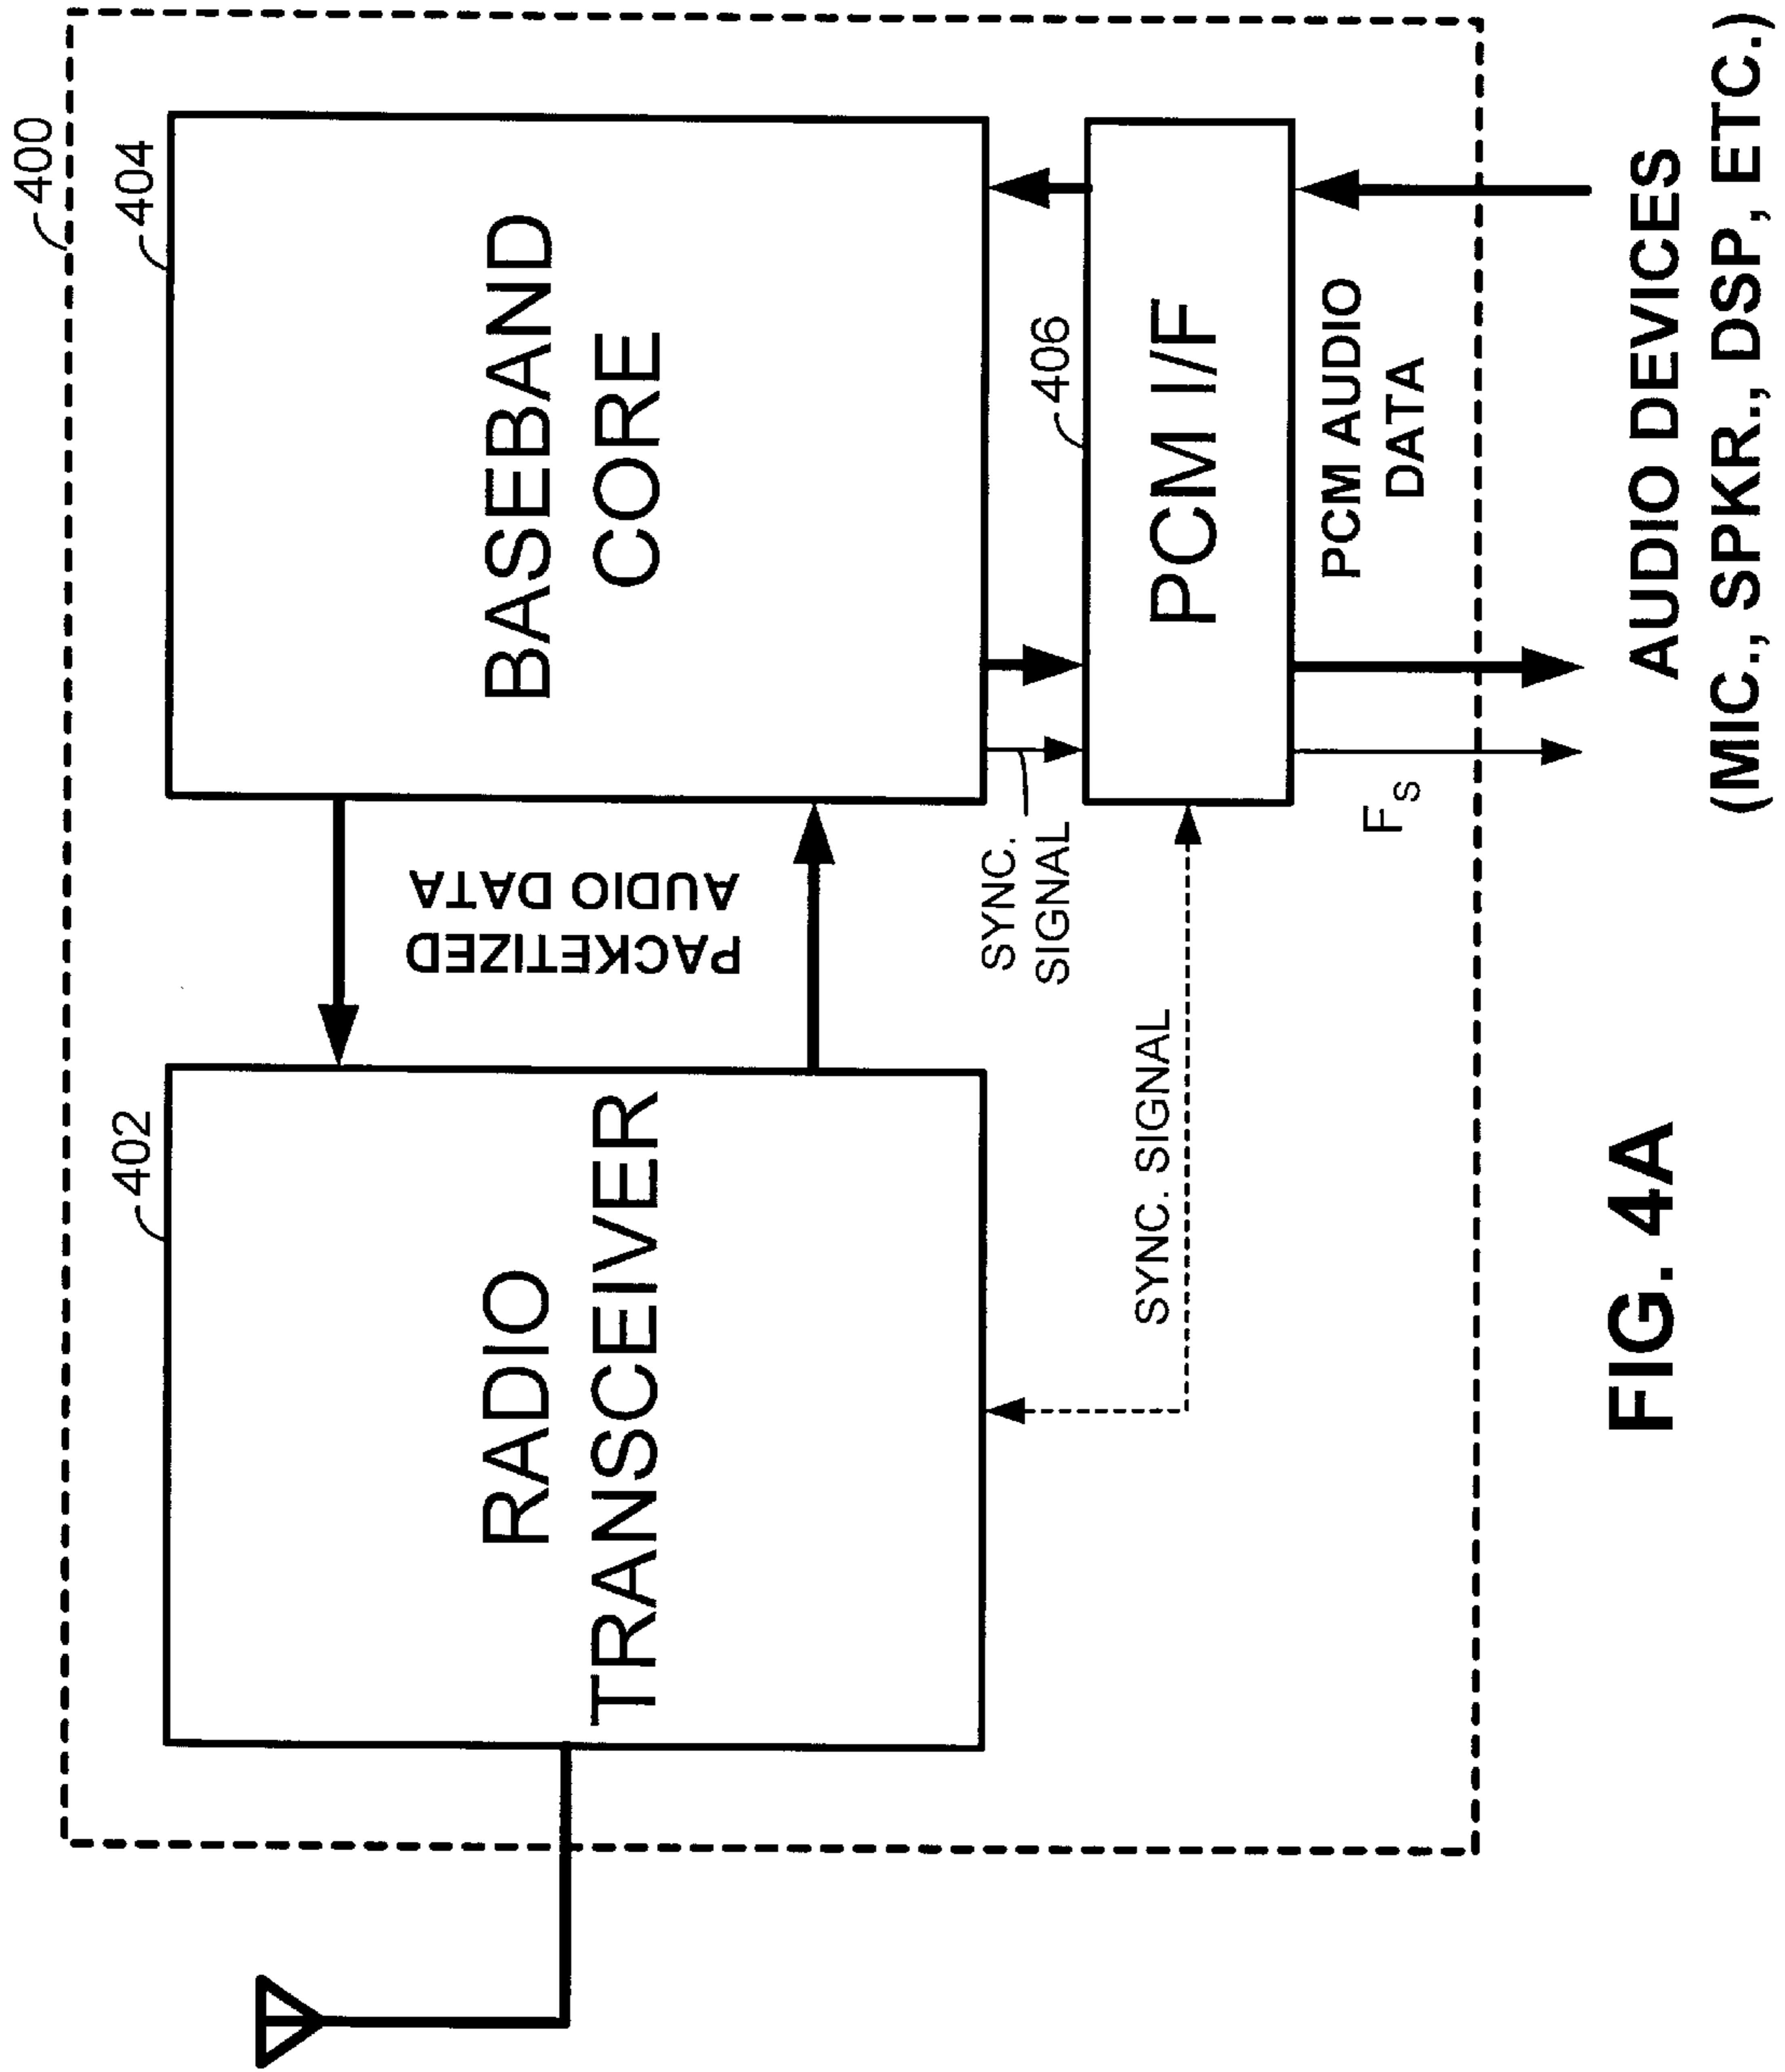 400
402
404
RADIO
TRANSCEIVER
PACKETIZED
AUDIO DATA
BASEBAND
CORE
SYNC.
SIGNAL
406
SYNC. SIGNAL
PCM I/F
F S
PCM AUDIO
DATA
FIG. 4A
AUDIO DEVICES
(MIC., SPKR., DSP, ETC.)